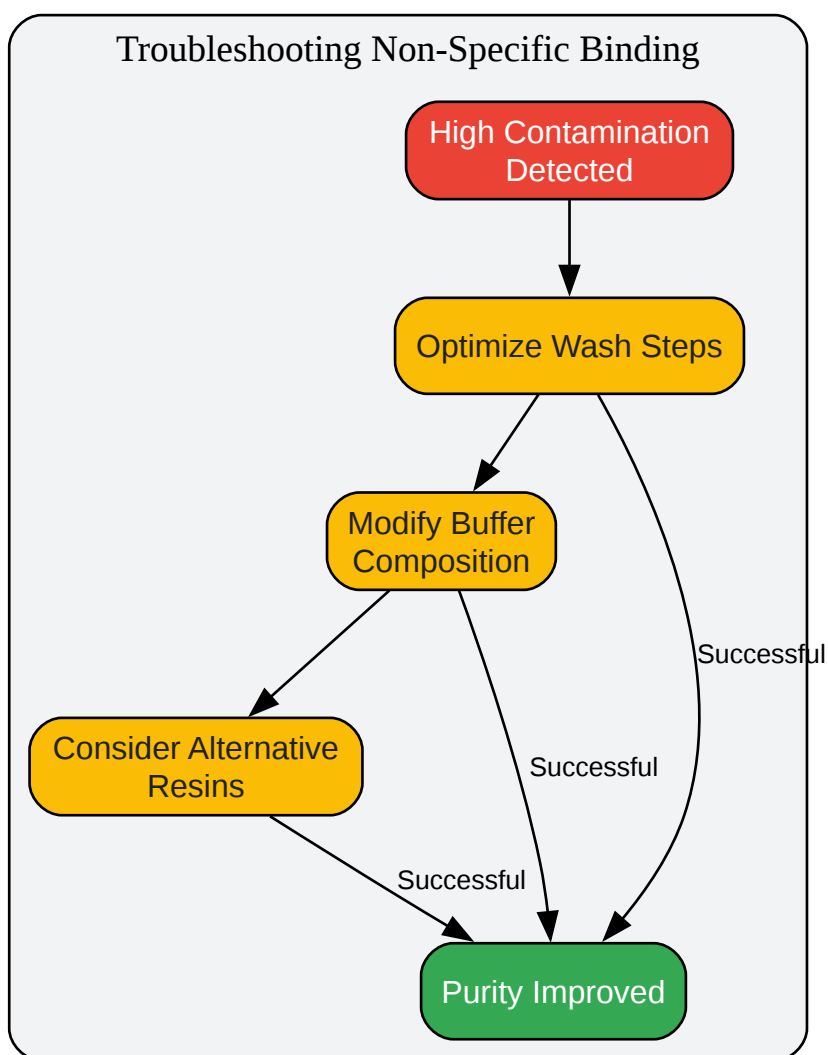 Troubleshooting Non-Specific Binding
High Contamination
Detected
Optimize Wash Steps
Modify Buffer
Composition
Successful
Consider Alternative
Resins
Successful
Successful
Purity Improved